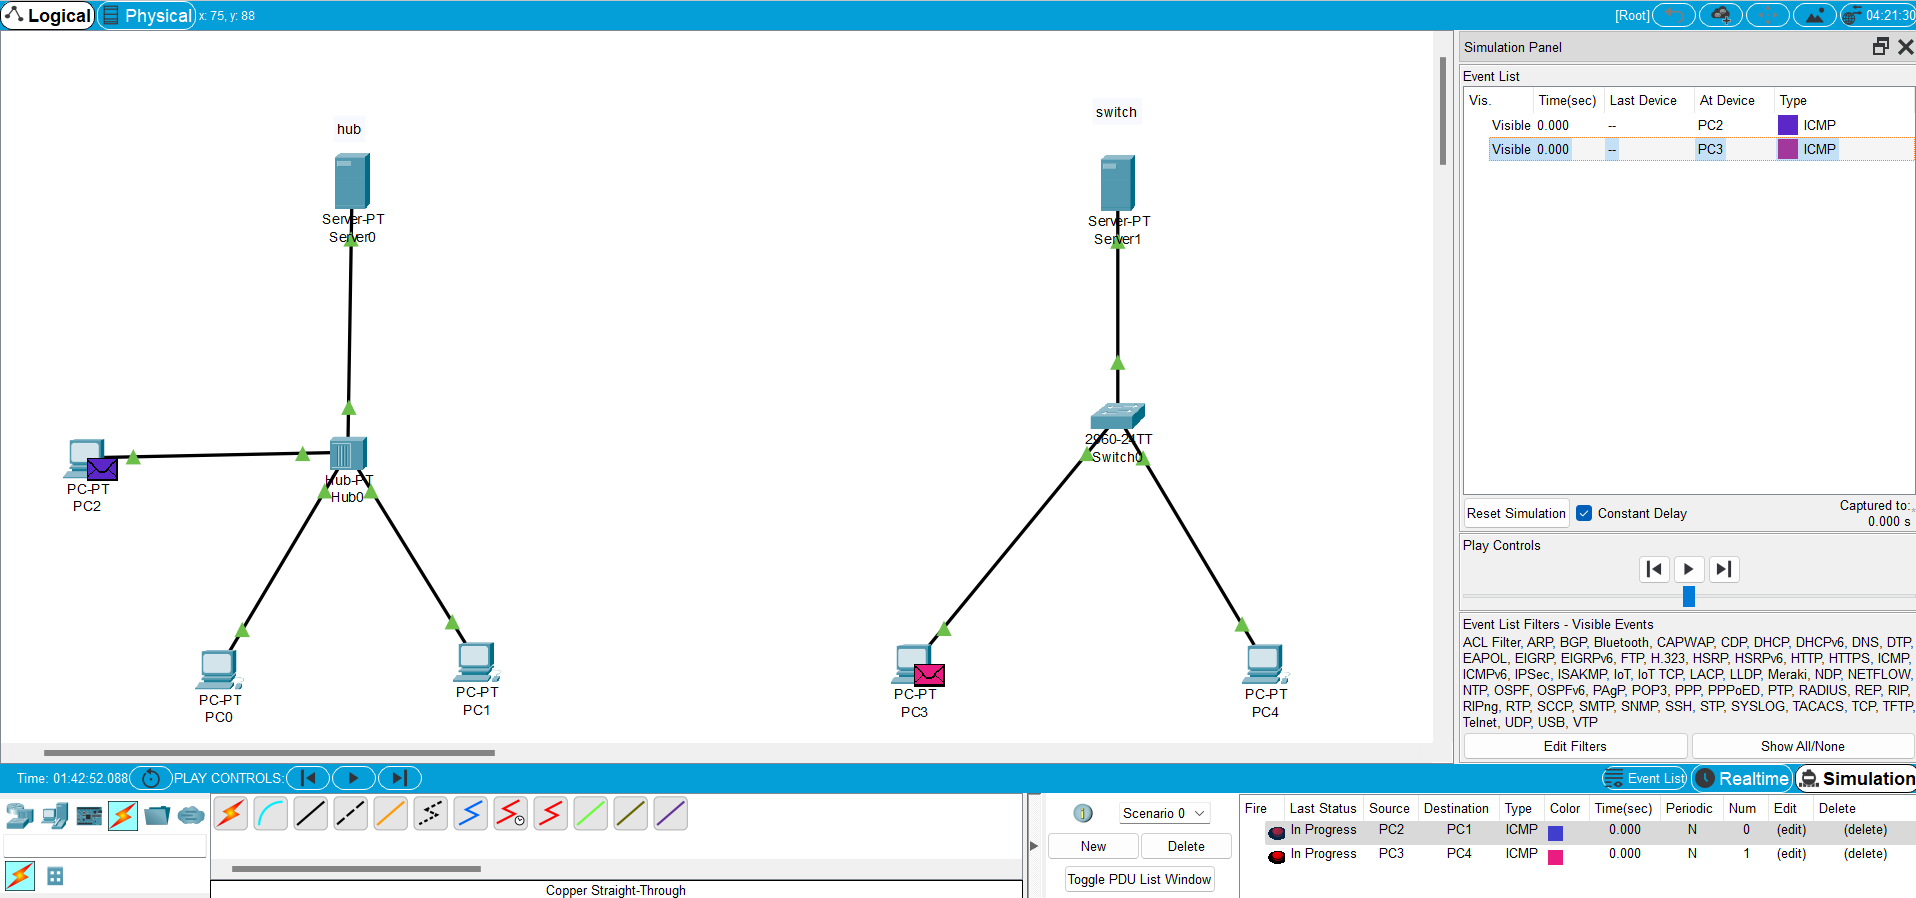 Logical Physical x: 75, y: 88 [Root] 04:21:30
Simulation Panel
Event List
Vis. Time(sec) Last Device At Device Type
Visible 0.000 -- PC2 ICMP
Visible 0.000 -- PC3 ICMP
hub
switch
Server-PT
Server0
Server-PT
Server1
2960-24TT
Switch0
Hub-PT
Hub0
PC-PT
PC2
PC-PT
PC0
PC-PT
PC1
PC-PT
PC3
PC-PT
PC4
Reset Simulation Constant Delay Captured to:
0.000 s
Play Controls
Event List Filters - Visible Events
ACL Filter, ARP, BGP, Bluetooth, CAPWAP, CDP, DHCP, DHCPv6, DNS, DTP,
EAPOL, EIGRP, EIGRPv6, FTP, H.323, HSRP, HSRPv6, HTTP, HTTPS, ICMP,
ICMPv6, IPSec, ISAKMP, IoT, IoT TCP, LACP, LLDP, Meraki, NDP, NETFLOW,
NTP, OSPF, OSPFv6, PAgP, POP3, PPP, PPPoED, PTP, RADIUS, REP, RIP,
RIPng, RTP, SCCP, SMTP, SNMP, SSH, STP, SYSLOG, TACACS, TCP, TFTP,
Telnet, UDP, USB, VTP
Edit Filters Show All/None
Time: 01:42:52.088 PLAY CONTROLS: Event List Realtime Simulation
1 Scenario 0
New Delete
Toggle PDU List Window
Fire Last Status Source Destination Type Color Time(sec) Periodic Num Edit Delete
In Progress PC2 PC1 ICMP 0.000 N 0 (edit) (delete)
In Progress PC3 PC4 ICMP 0.000 N 1 (edit) (delete)
Copper Straight-Through